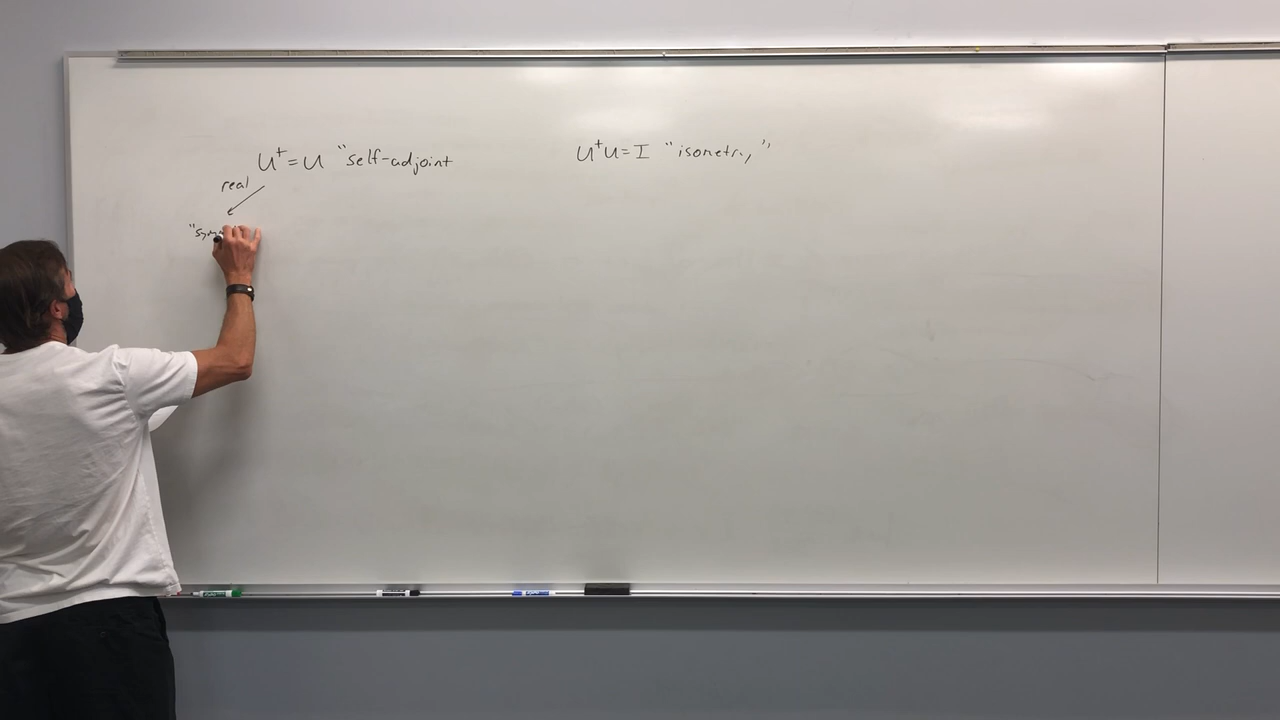 U†=U "self-adjoint
U†U=I "isometry"
real